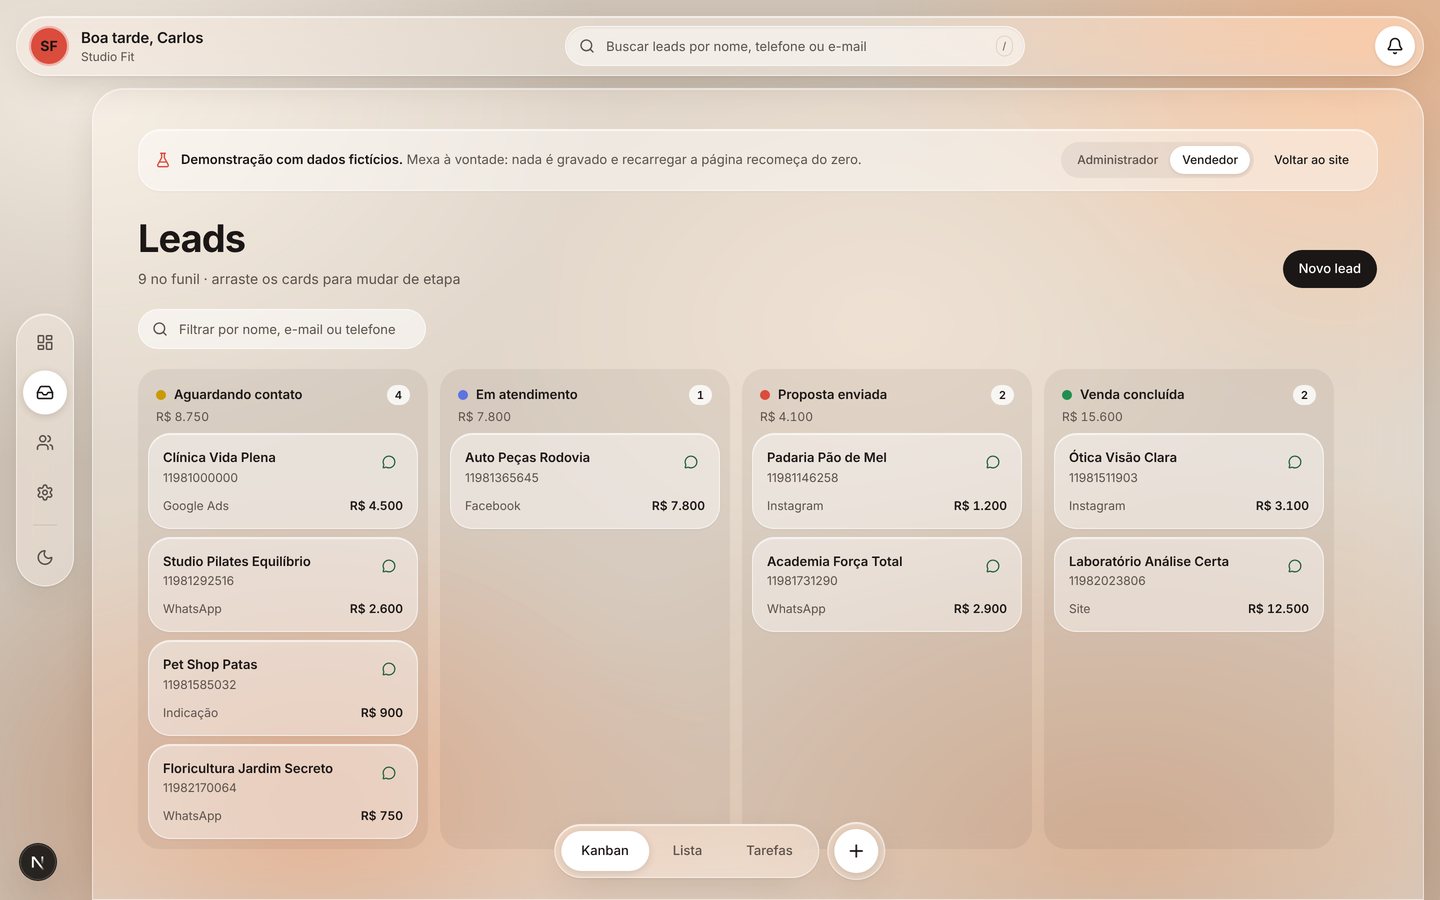 SF
Boa tarde, Carlos
Studio Fit
Buscar leads por nome, telefone ou e-mail
/
Demonstração com dados fictícios. Mexa à vontade: nada é gravado e recarregar a página recomeça do zero.
Administrador
Vendedor
Voltar ao site
Leads
9 no funil · arraste os cards para mudar de etapa
Novo lead
Filtrar por nome, e-mail ou telefone
Aguardando contato
4
R$ 8.750
Clínica Vida Plena
11981000000
Google Ads
R$ 4.500
Studio Pilates Equilíbrio
11981292516
WhatsApp
R$ 2.600
Pet Shop Patas
11981585032
Indicação
R$ 900
Floricultura Jardim Secreto
11982170064
WhatsApp
R$ 750
Em atendimento
1
R$ 7.800
Auto Peças Rodovia
11981365645
Facebook
R$ 7.800
Proposta enviada
2
R$ 4.100
Padaria Pão de Mel
11981146258
Instagram
R$ 1.200
Academia Força Total
11981731290
WhatsApp
R$ 2.900
Venda concluída
2
R$ 15.600
Ótica Visão Clara
11981511903
Instagram
R$ 3.100
Laboratório Análise Certa
11982023806
Site
R$ 12.500
Kanban
Lista
Tarefas
N